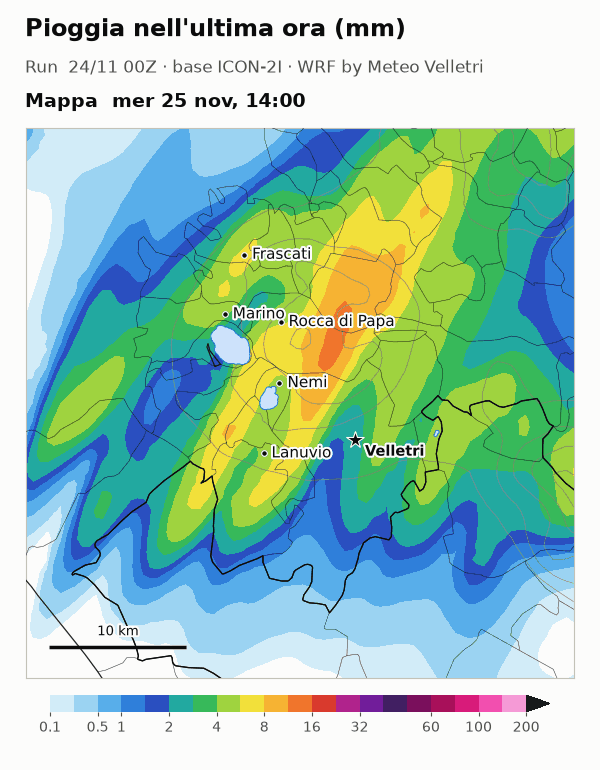 Pioggia nell'ultima ora (mm)
Run  24/11 00Z · base ICON-2I · WRF by Meteo Velletri
Mappa  mer 25 nov, 14:00
Frascati
Marino
Rocca di Papa
Nemi
Velletri
Lanuvio
10 km
0.1 0.5 1 2 4 8 16 32 60 100 200